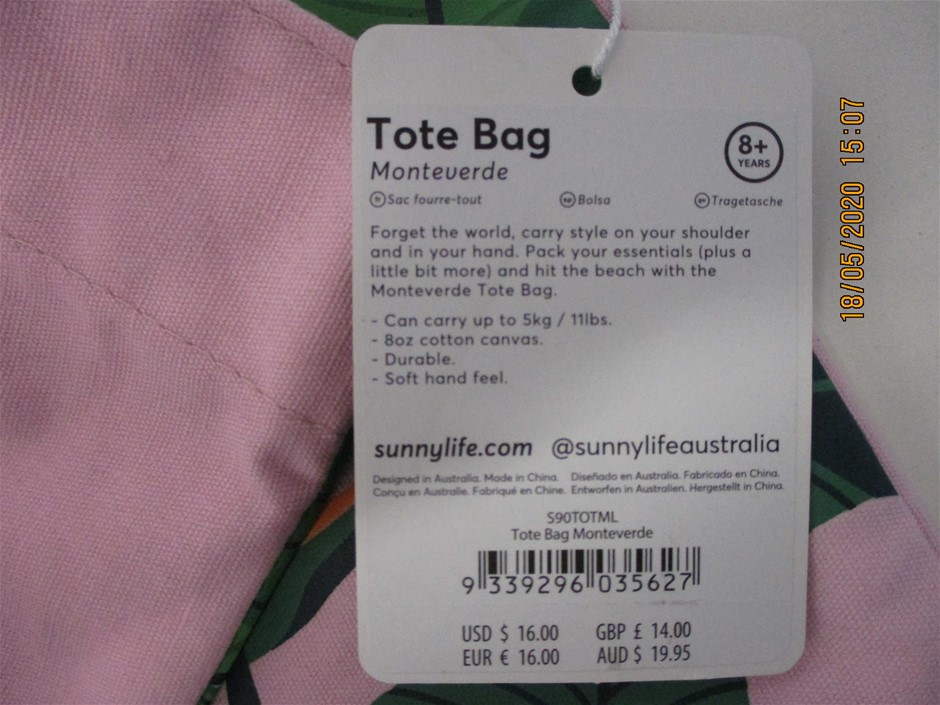 Tote Bag
Monteverde
8+
YEARS
fr Sac fourre-tout sp Bolsa Tragetasche
Forget the world, carry style on your shoulder
and in your hand. Pack your essentials (plus a
little bit more) and hit the beach with the
Monteverde Tote Bag.
- Can carry up to 5kg / 11lbs.
- 8oz cotton canvas.
- Durable.
- Soft hand feel.
sunnylife.com @sunnylifeaustralia
Designed in Australia. Made in China. Diseñado en Australia. Fabricado en China.
Conçu en Australie. Fabriqué en Chine. Entworfen in Australien. Hergestellt in China.
S90TOTML
Tote Bag Monteverde
9 339296 035627
USD $ 16.00 GBP £ 14.00
EUR € 16.00 AUD $ 19.95
18/05/2020 15:07